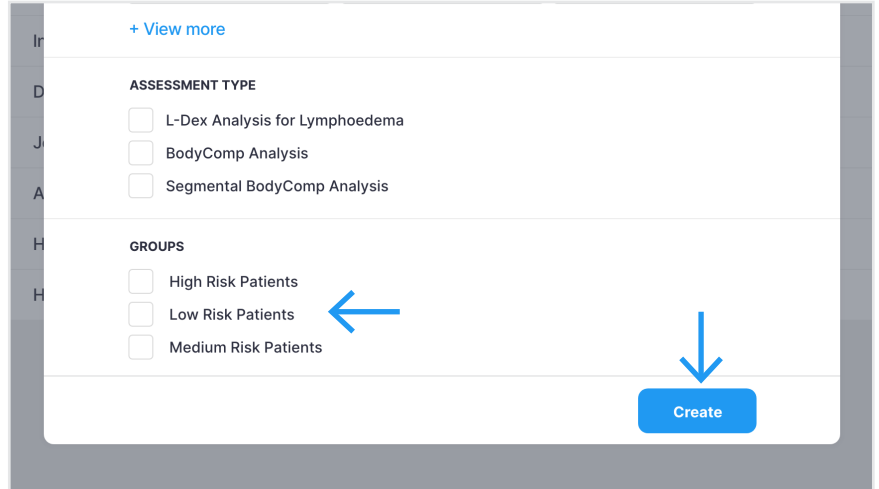 + View more
ASSESSMENT TYPE
L-Dex Analysis for Lymphoedema
BodyComp Analysis
Segmental BodyComp Analysis
GROUPS
High Risk Patients
Low Risk Patients
Medium Risk Patients
Create